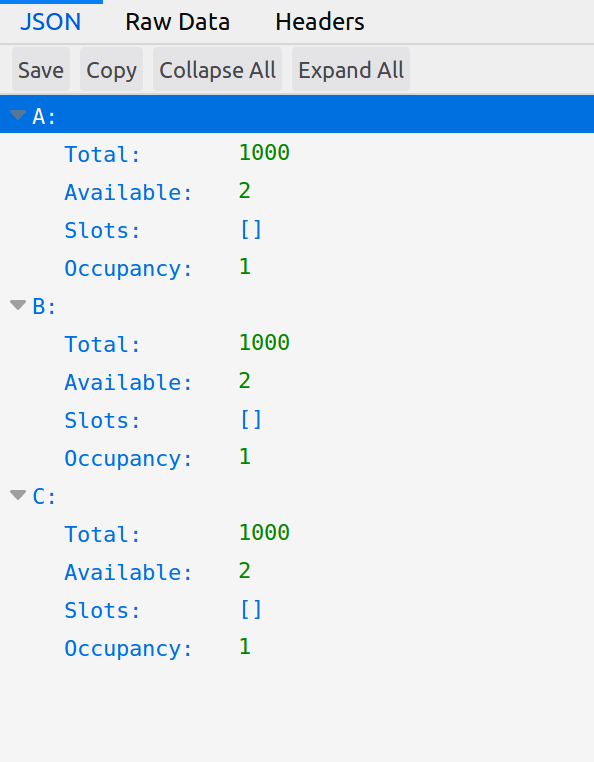 JSON Raw Data Headers
Save Copy Collapse All Expand All
A:
Total: 1000
Available: 2
Slots: []
Occupancy: 1
B:
Total: 1000
Available: 2
Slots: []
Occupancy: 1
C:
Total: 1000
Available: 2
Slots: []
Occupancy: 1